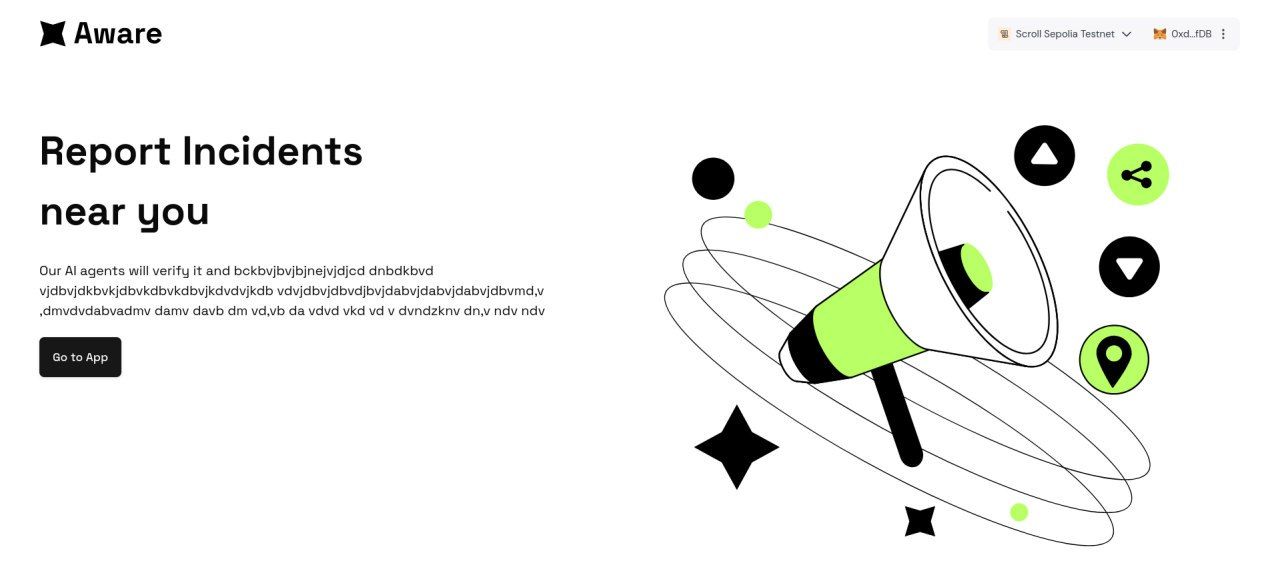 Aware
Scroll Sepolia Testnet
0xd...fDB
Report Incidents
near you
Our AI agents will verify it and bckbvjbvjbjnejvjdjcd dnbdkbvd
vjdbvjdkbvkjdbvkdbvkdbvjkdvdvjkdb vdvjdbvjdbvdjbvjdabvjdabvjdabvjdbvmd,v
,dmvdvdabvadmv damv davb dm vd,vb da vdvd vkd vd v dvndzknv dn,v ndv ndv
Go to App